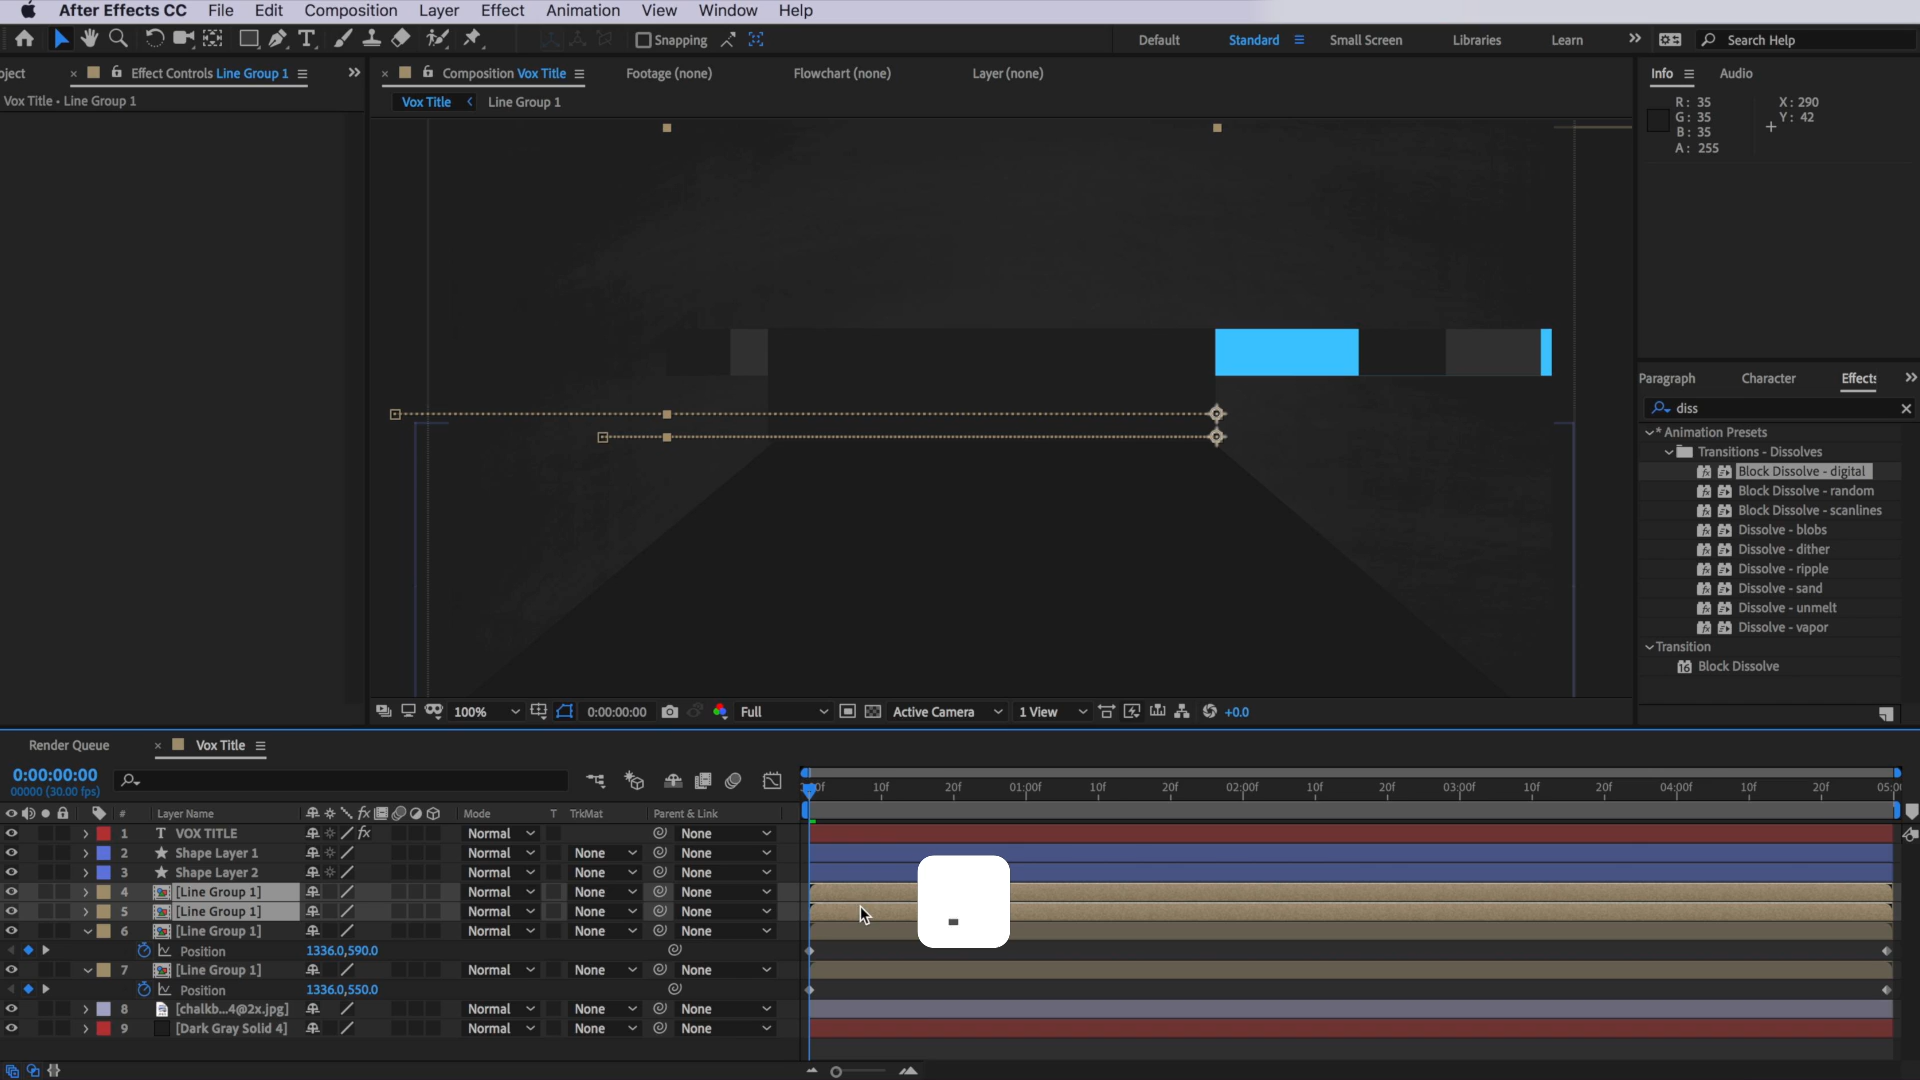 After Effects CC File Edit Composition Layer Effect Animation View Window Help
Snapping Default Standard Small Screen Libraries Learn Search Help
oject Effect Controls Line Group 1 Composition Vox Title Footage (none) Flowchart (none) Layer (none) Info Audio
Vox Title • Line Group 1 Vox Title Line Group 1
R: 35 X: 290
G: 35 Y: 42
B: 35
A: 255
Paragraph Character Effects
diss
* Animation Presets
Transitions - Dissolves
Block Dissolve - digital
Block Dissolve - random
Block Dissolve - scanlines
Dissolve - blobs
Dissolve - dither
Dissolve - ripple
Dissolve - sand
Dissolve - unmelt
Dissolve - vapor
Transition
Block Dissolve
100% 0:00:00:00 Full Active Camera 1 View +0.0
Render Queue Vox Title
0:00:00:00
00000 (30.00 fps)
:00f 10f 20f 01:00f 10f 20f 02:00f 10f 20f 03:00f 10f 20f 04:00f 10f 20f 05:00
# Layer Name Mode T TrkMat Parent & Link
1 T VOX TITLE fx Normal None
2 Shape Layer 1 Normal None None
3 Shape Layer 2 Normal None None
4 [Line Group 1] Normal None None
5 [Line Group 1] Normal None None
6 [Line Group 1] Normal None None
Position 1336.0,590.0
7 [Line Group 1] Normal None None
Position 1336.0,550.0
8 [chalkb...4@2x.jpg] Normal None None
9 [Dark Gray Solid 4] Normal None None
-